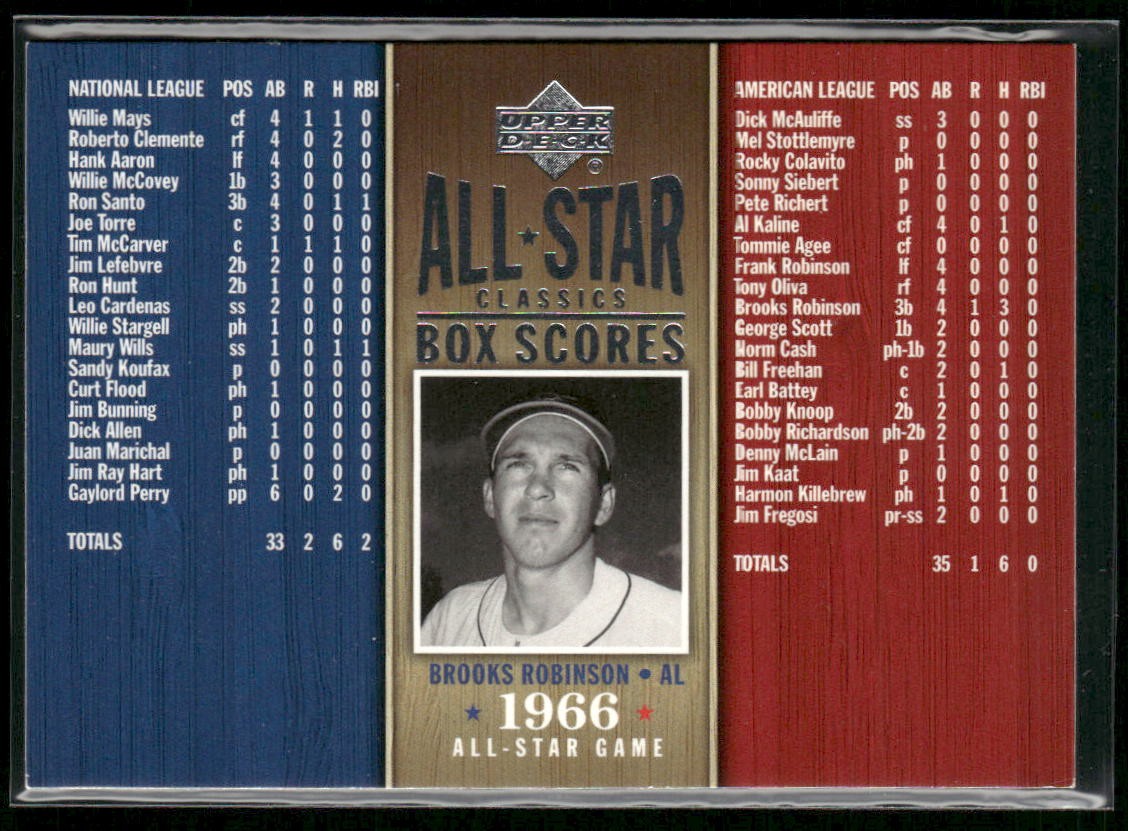 NATIONAL LEAGUE POS AB R H RBI
Willie Mays cf 4 1 1 0
Roberto Clemente rf 4 0 2 0
Hank Aaron lf 4 0 0 0
Willie McCovey 1b 3 0 0 0
Ron Santo 3b 4 0 1 1
Joe Torre c 3 0 0 0
Tim McCarver c 1 1 1 0
Jim Lefebvre 2b 2 0 0 0
Ron Hunt 2b 1 0 0 0
Leo Cardenas ss 2 0 0 0
Willie Stargell ph 1 0 0 0
Maury Wills ss 1 0 1 1
Sandy Koufax p 0 0 0 0
Curt Flood ph 1 0 0 0
Jim Bunning p 0 0 0 0
Dick Allen ph 1 0 0 0
Juan Marichal p 0 0 0 0
Jim Ray Hart ph 1 0 0 0
Gaylord Perry pp 6 0 2 0
TOTALS 33 2 6 2
UPPER
DECK
®
ALL★STAR
CLASSICS
BOX SCORES
BROOKS ROBINSON • AL
★ 1966 ★
ALL-STAR GAME
AMERICAN LEAGUE POS AB R H RBI
Dick McAuliffe ss 3 0 0 0
Mel Stottlemyre p 0 0 0 0
Rocky Colavito ph 1 0 0 0
Sonny Siebert p 0 0 0 0
Pete Richert p 0 0 0 0
Al Kaline cf 4 0 1 0
Tommie Agee cf 0 0 0 0
Frank Robinson lf 4 0 0 0
Tony Oliva rf 4 0 0 0
Brooks Robinson 3b 4 1 3 0
George Scott 1b 2 0 0 0
Norm Cash ph-1b 2 0 0 0
Bill Freehan c 2 0 1 0
Earl Battey c 1 0 0 0
Bobby Knoop 2b 2 0 0 0
Bobby Richardson ph-2b 2 0 0 0
Denny McLain p 1 0 0 0
Jim Kaat p 0 0 0 0
Harmon Killebrew ph 1 0 1 0
Jim Fregosi pr-ss 2 0 0 0
TOTALS 35 1 6 0